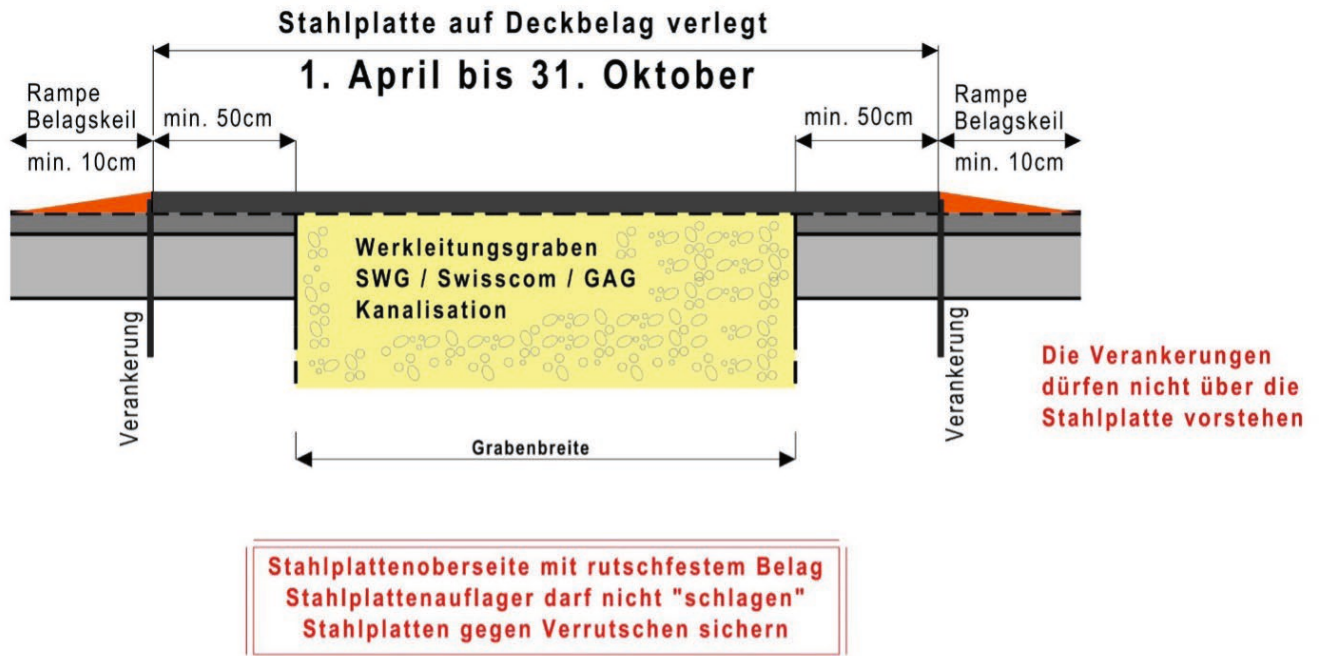 Stahlplatte auf Deckbelag verlegt
1. April bis 31. Oktober
Rampe
Belagskeil
min. 10cm
min. 50cm
min. 50cm
Rampe
Belagskeil
min. 10cm
Werkleitungsgraben
SWG / Swisscom / GAG
Kanalisation
Verankerung
Verankerung
Die Verankerungen
dürfen nicht über die
Stahlplatte vorstehen
Grabenbreite
Stahlplattenoberseite mit rutschfestem Belag
Stahlplattenauflager darf nicht "schlagen"
Stahlplatten gegen Verrutschen sichern